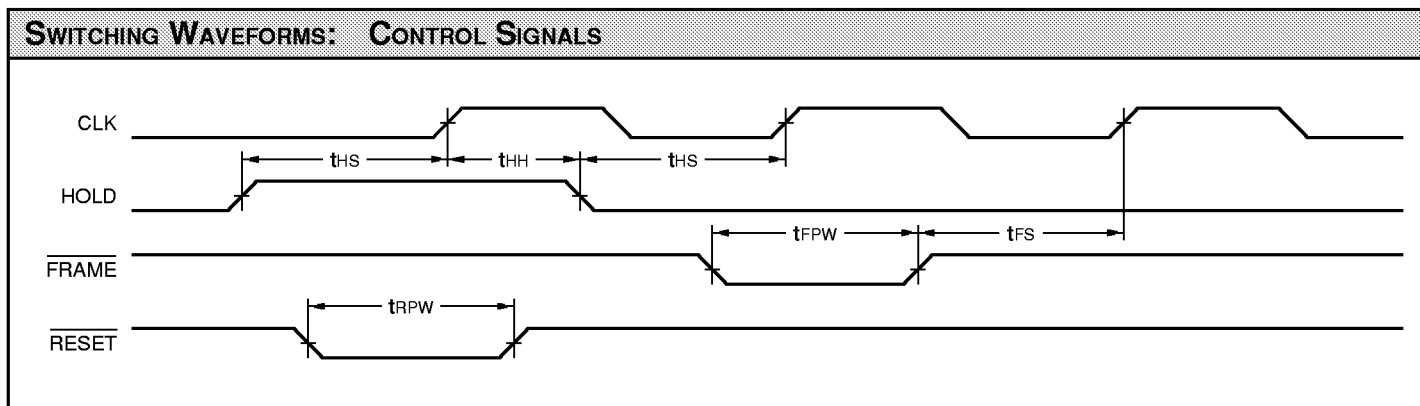 SWITCHING WAVEFORMS: CONTROL SIGNALS
CLK
tHS tHH tHS
HOLD
tFPW tFS
FRAME
tRPW
RESET